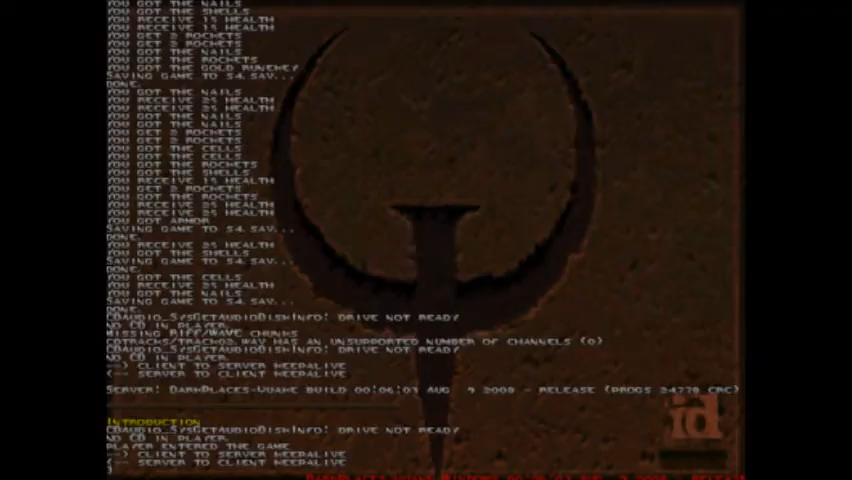 YOU GOT THE NAILS
YOU GOT THE SHELLS
YOU RECEIVE 15 HEALTH
YOU RECEIVE 15 HEALTH
YOU GET 2 ROCKETS
YOU GET 2 ROCKETS
YOU GOT THE NAILS
YOU GOT THE ROCKETS
YOU GOT THE GOLD RUNEKEY
SAVING GAME TO S4.SAV...
DONE.
YOU GOT THE NAILS
YOU RECEIVE 25 HEALTH
YOU RECEIVE 25 HEALTH
YOU GOT THE NAILS
YOU GOT THE NAILS
YOU GET 2 ROCKETS
YOU GET 2 ROCKETS
YOU GOT THE CELLS
YOU GOT THE CELLS
YOU GOT THE ROCKETS
YOU GOT THE SHELLS
YOU RECEIVE 15 HEALTH
YOU GET 2 ROCKETS
YOU GOT THE ROCKETS
YOU RECEIVE 25 HEALTH
YOU RECEIVE 25 HEALTH
YOU GOT ARMOR
SAVING GAME TO S4.SAV...
DONE.
YOU RECEIVE 25 HEALTH
YOU GOT THE SHELLS
SAVING GAME TO S4.SAV...
DONE.
YOU GOT THE CELLS
YOU RECEIVE 25 HEALTH
YOU GOT THE NAILS
SAVING GAME TO S4.SAV...
DONE.
CDAUDIO_SYSGETAUDIODISKINFO: DRIVE NOT READY
NO CD IN PLAYER.
MISSING RIFF/WAVE CHUNKS
CDTRACKS/TRACK02.WAV HAS AN UNSUPPORTED NUMBER OF CHANNELS (0)
CDAUDIO_SYSGETAUDIODISKINFO: DRIVE NOT READY
NO CD IN PLAYER.
--> CLIENT TO SERVER KEEPALIVE
<-- SERVER TO CLIENT KEEPALIVE
SERVER: DARKPLACES-QUAKE BUILD 00:06:03 AUG 9 2008 - RELEASE (PROGS 24778 CRC)
INTRODUCTION
CDAUDIO_SYSGETAUDIODISKINFO: DRIVE NOT READY
NO CD IN PLAYER.
PLAYER ENTERED THE GAME
--> CLIENT TO SERVER KEEPALIVE
<-- SERVER TO CLIENT KEEPALIVE
]
id